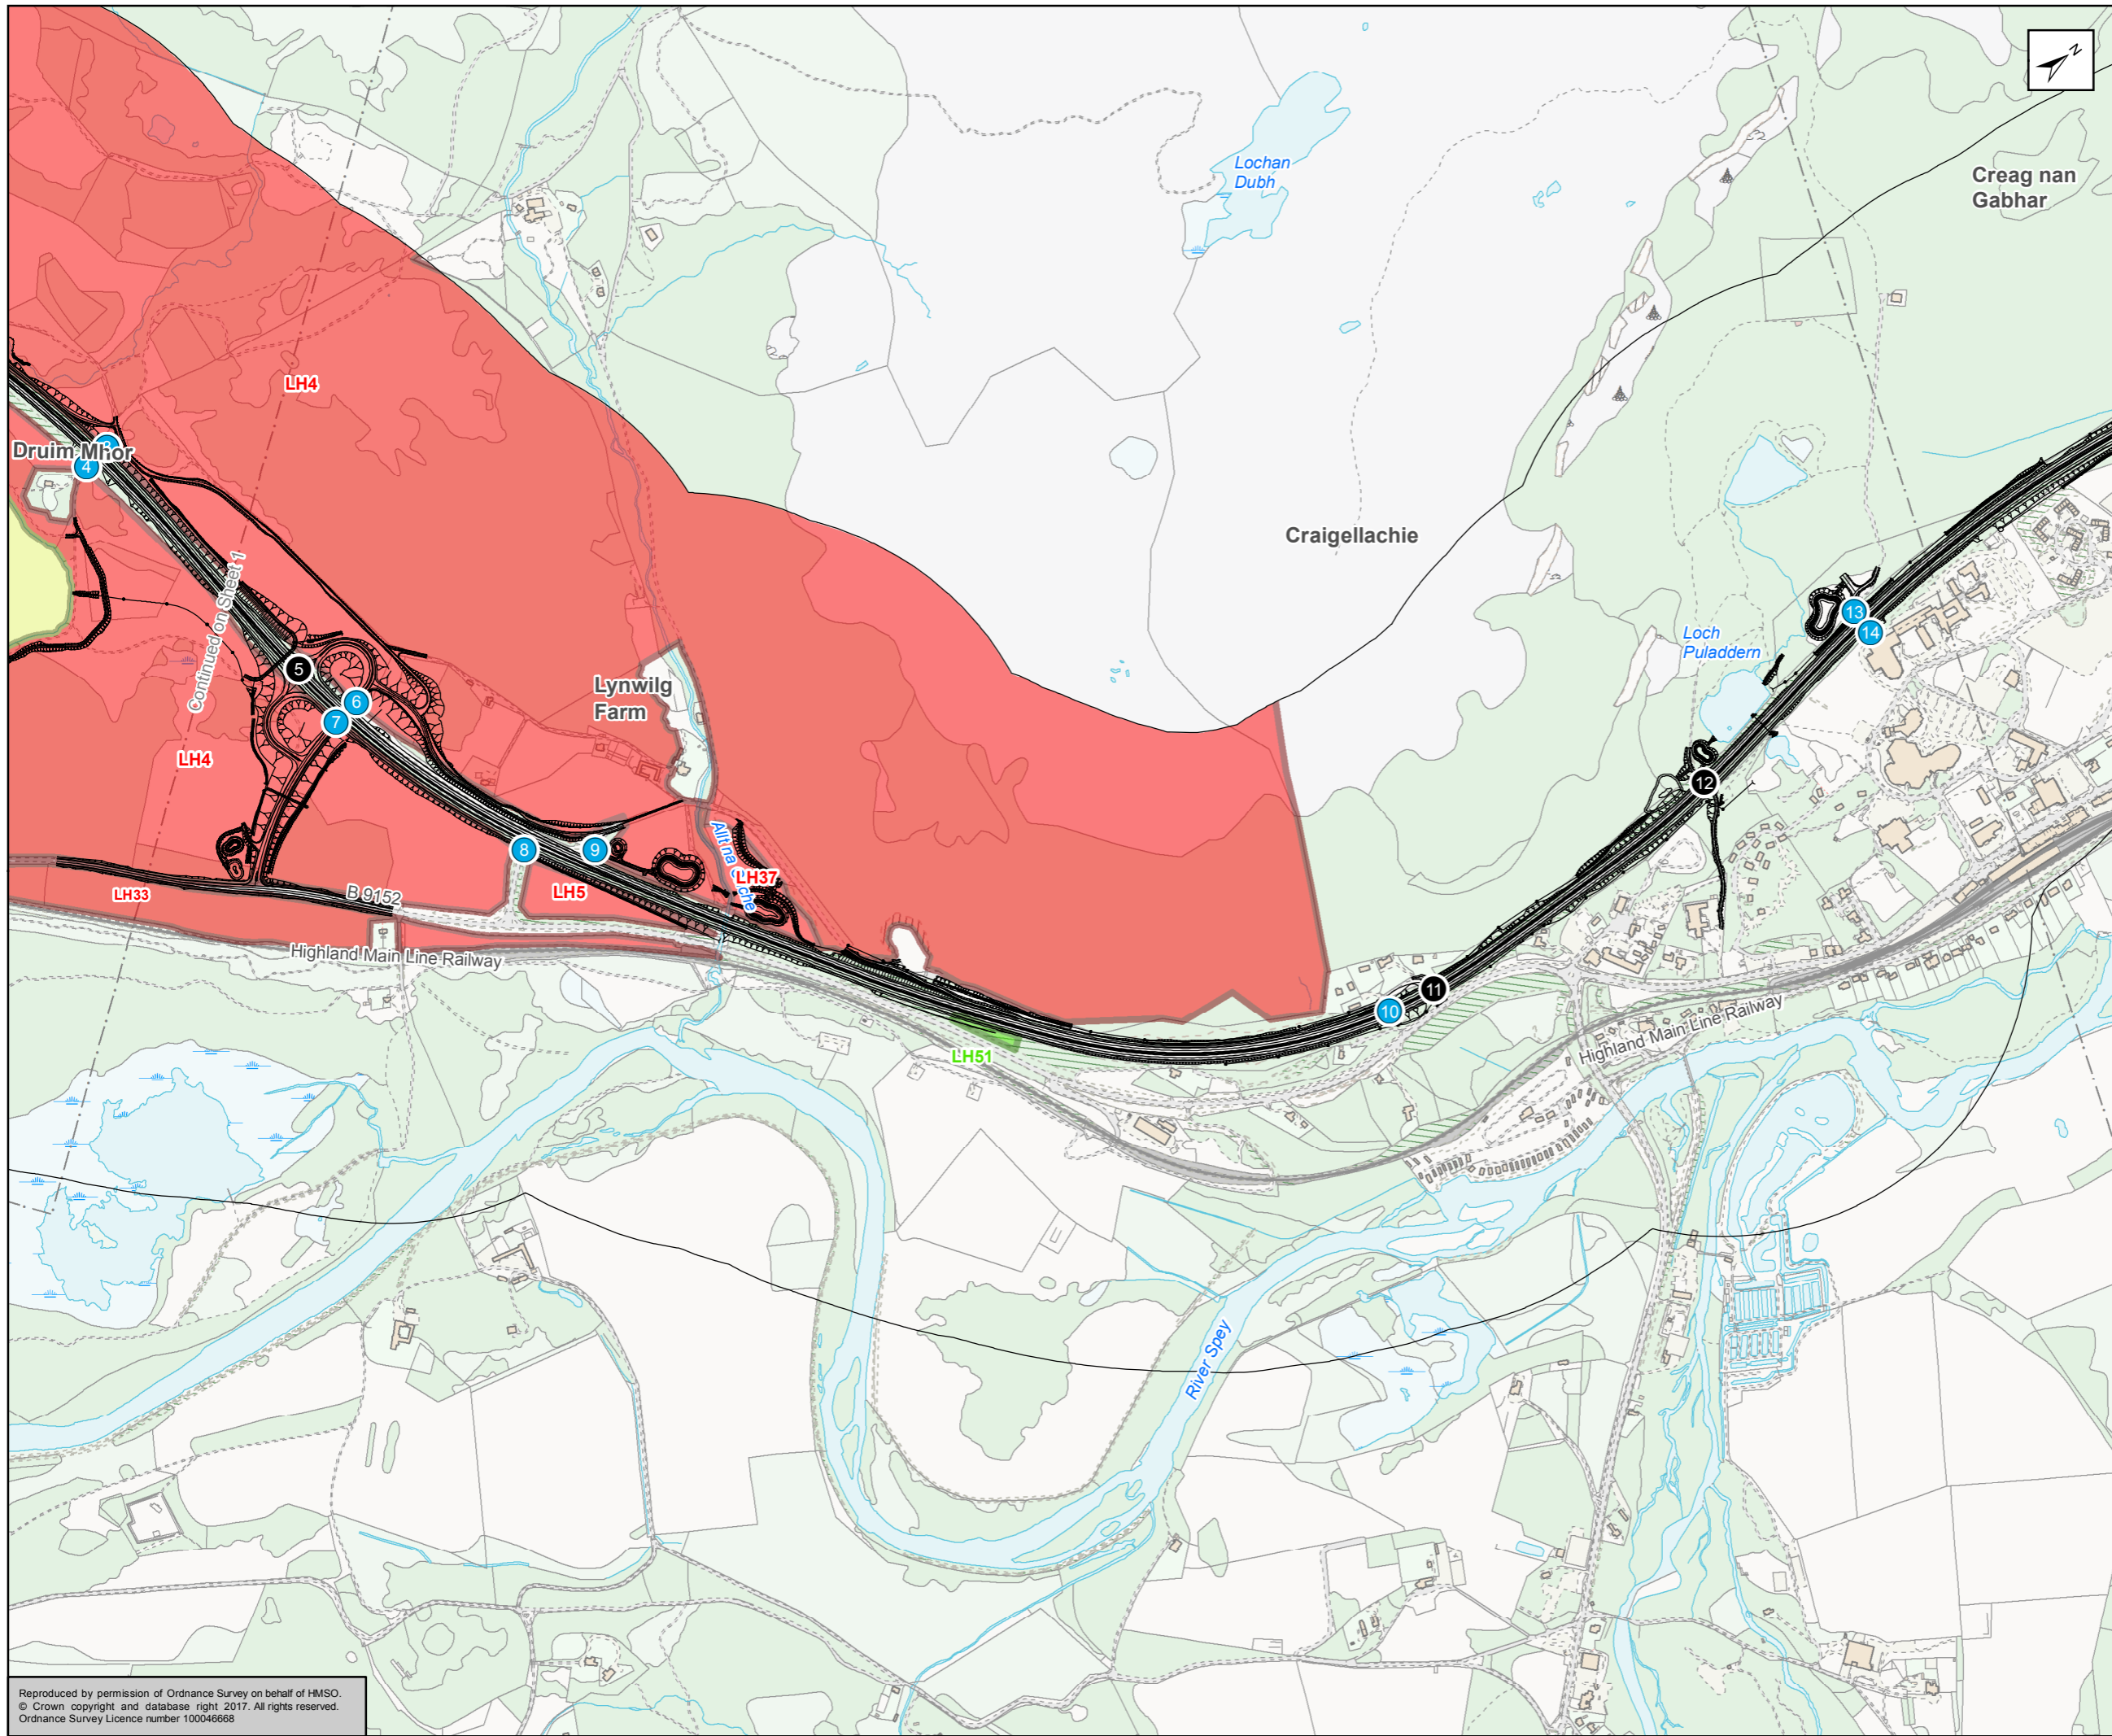 N
Lochan
Dubh
Creag nan
Gabhar
LH4
3
Druim Mhor
4
Craigellachie
Continued on Sheet 1
13
14
Loch
Puladdern
5
6
7
Lynwilg
Farm
LH4
12
8
9
Allt na
LH37
LH5
LH33
B 9152
Highland Main Line Railway
10
11
Highland Main Line Railway
LH51
River Spey
Reproduced by permission of Ordnance Survey on behalf of HMSO.
© Crown copyright and database right 2017. All rights reserved.
Ordnance Survey Licence number 100046668